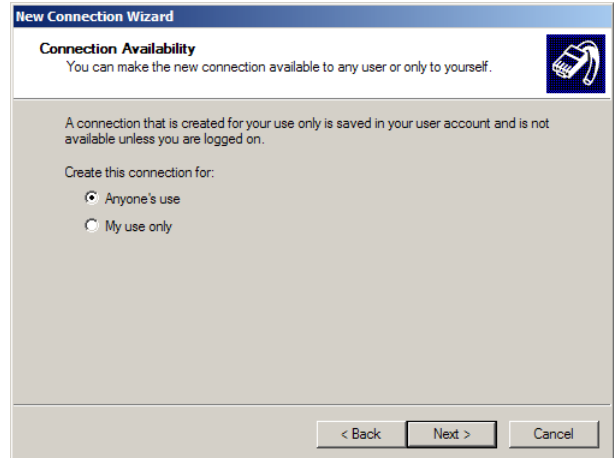 New Connection Wizard
Connection Availability
You can make the new connection available to any user or only to yourself.
A connection that is created for your use only is saved in your user account and is not
available unless you are logged on.
Create this connection for:
Anyone's use
My use only
< Back
Next >
Cancel